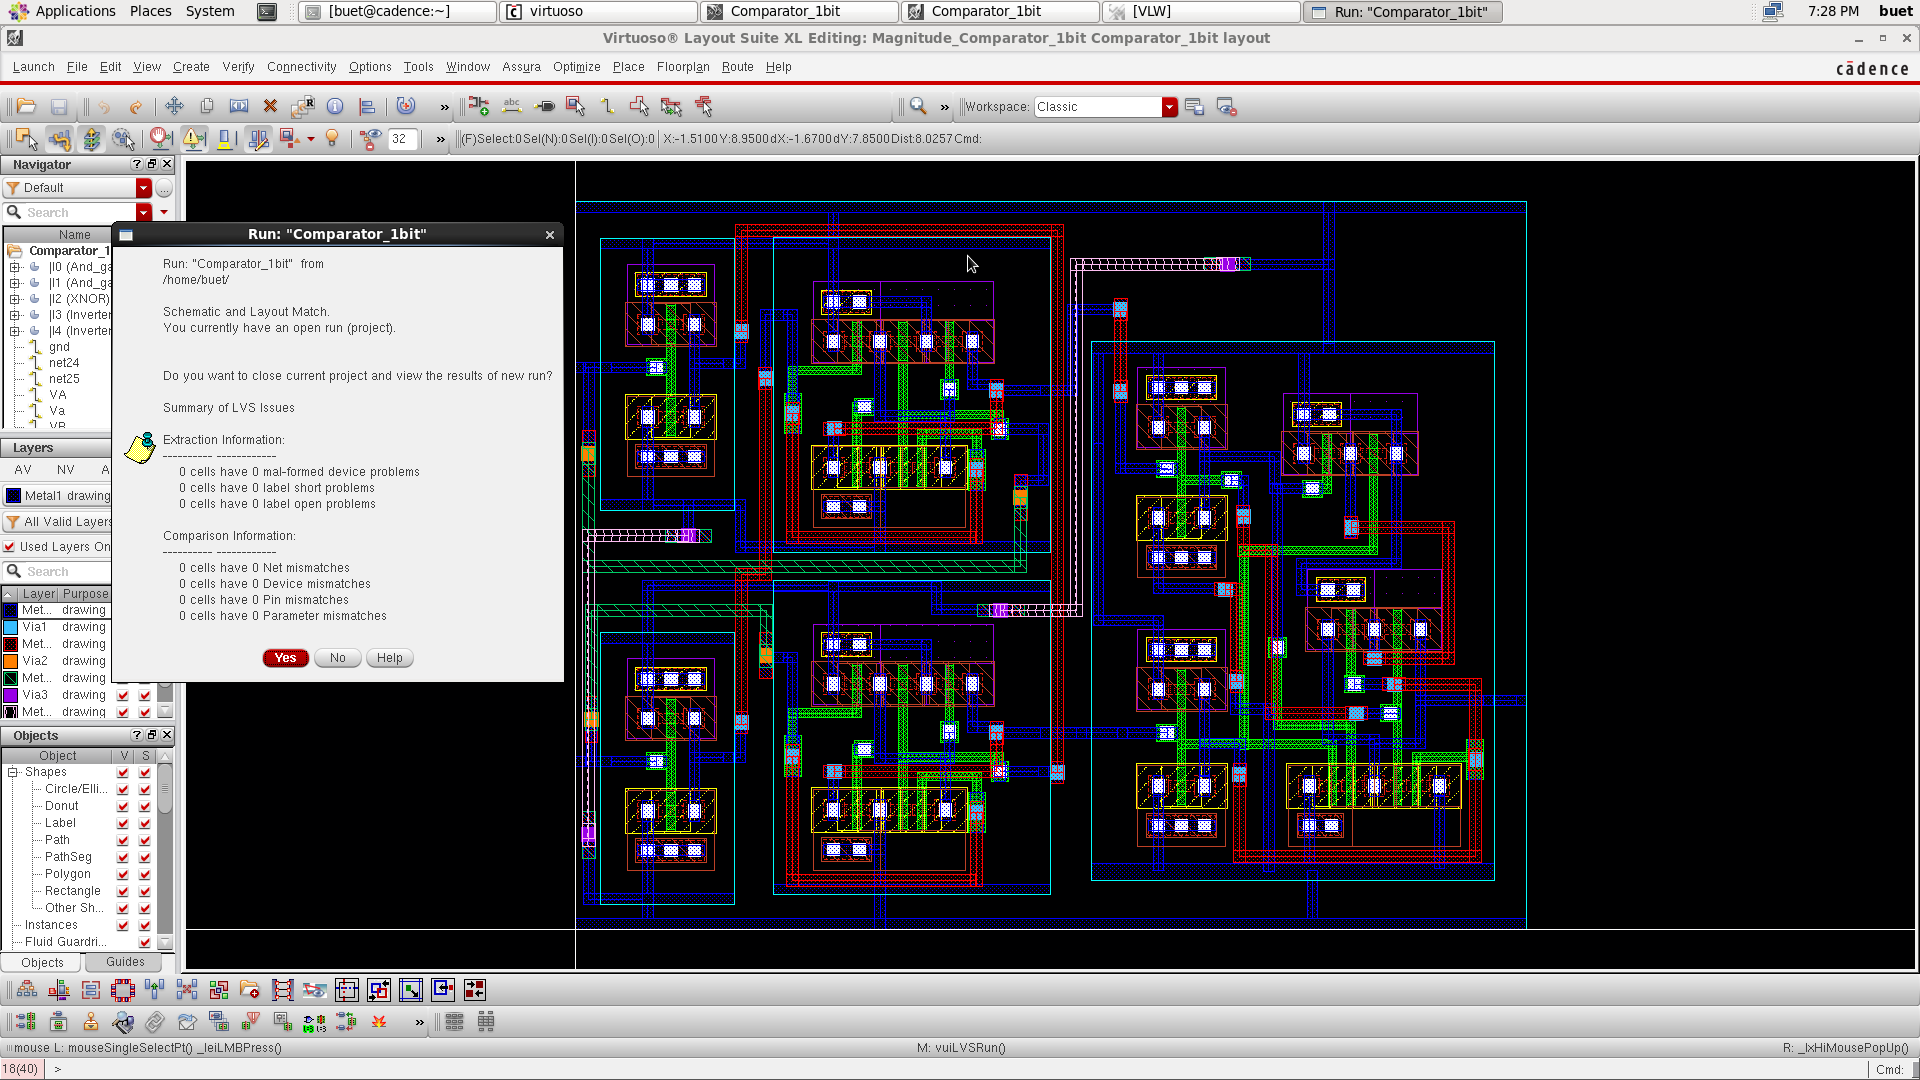 Applications Places System
[buet@cadence:~]
virtuoso
Comparator_1bit
Comparator_1bit
[VLW]
Run: "Comparator_1bit"
7:28 PM buet
Virtuoso® Layout Suite XL Editing: Magnitude_Comparator_1bit Comparator_1bit layout
Launch File Edit View Create Verify Connectivity Options Tools Window Assura Optimize Place Floorplan Route Help
cādence
abc
Workspace: Classic
32
(F)Select:0 Sel(N):0 Sel(I):0 Sel(O):0 X:-1.5100 Y:8.9500 dX:-1.6700 dY:7.8500 Dist:8.0257 Cmd:
Navigator
Default
Search
Name
Comparator_1
|I0 (And_ga
|I1 (And_ga
|I2 (XNOR)
|I3 (Inverter
|I4 (Inverter
gnd
net24
net25
VA
Va
VB
Layers
AV NV A
Metal1 drawing
All Valid Layers
Used Layers On
Search
Layer Purpose
Met... drawing
Via1 drawing
Met... drawing
Via2 drawing
Met... drawing
Via3 drawing
Met... drawing
Objects
Object V S
Shapes
Circle/Elli...
Donut
Label
Path
PathSeg
Polygon
Rectangle
Other Sh...
Instances
Fluid Guardri...
Objects Guides
Run: "Comparator_1bit"
Run: "Comparator_1bit" from
/home/buet/
Schematic and Layout Match.
You currently have an open run (project).
Do you want to close current project and view the results of new run?
Summary of LVS Issues
Extraction Information:
---------- ------------
0 cells have 0 mal-formed device problems
0 cells have 0 label short problems
0 cells have 0 label open problems
Comparison Information:
---------- ------------
0 cells have 0 Net mismatches
0 cells have 0 Device mismatches
0 cells have 0 Pin mismatches
0 cells have 0 Parameter mismatches
Yes No Help
mouse L: mouseSingleSelectPt() _leiLMBPress()
M: vuiLVSRun()
R: _lxHiMousePopUp()
18(40) >
Cmd: